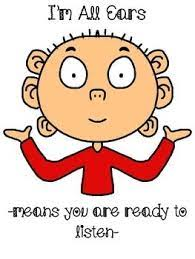 I'm All Ears
-means you are ready to
listen-